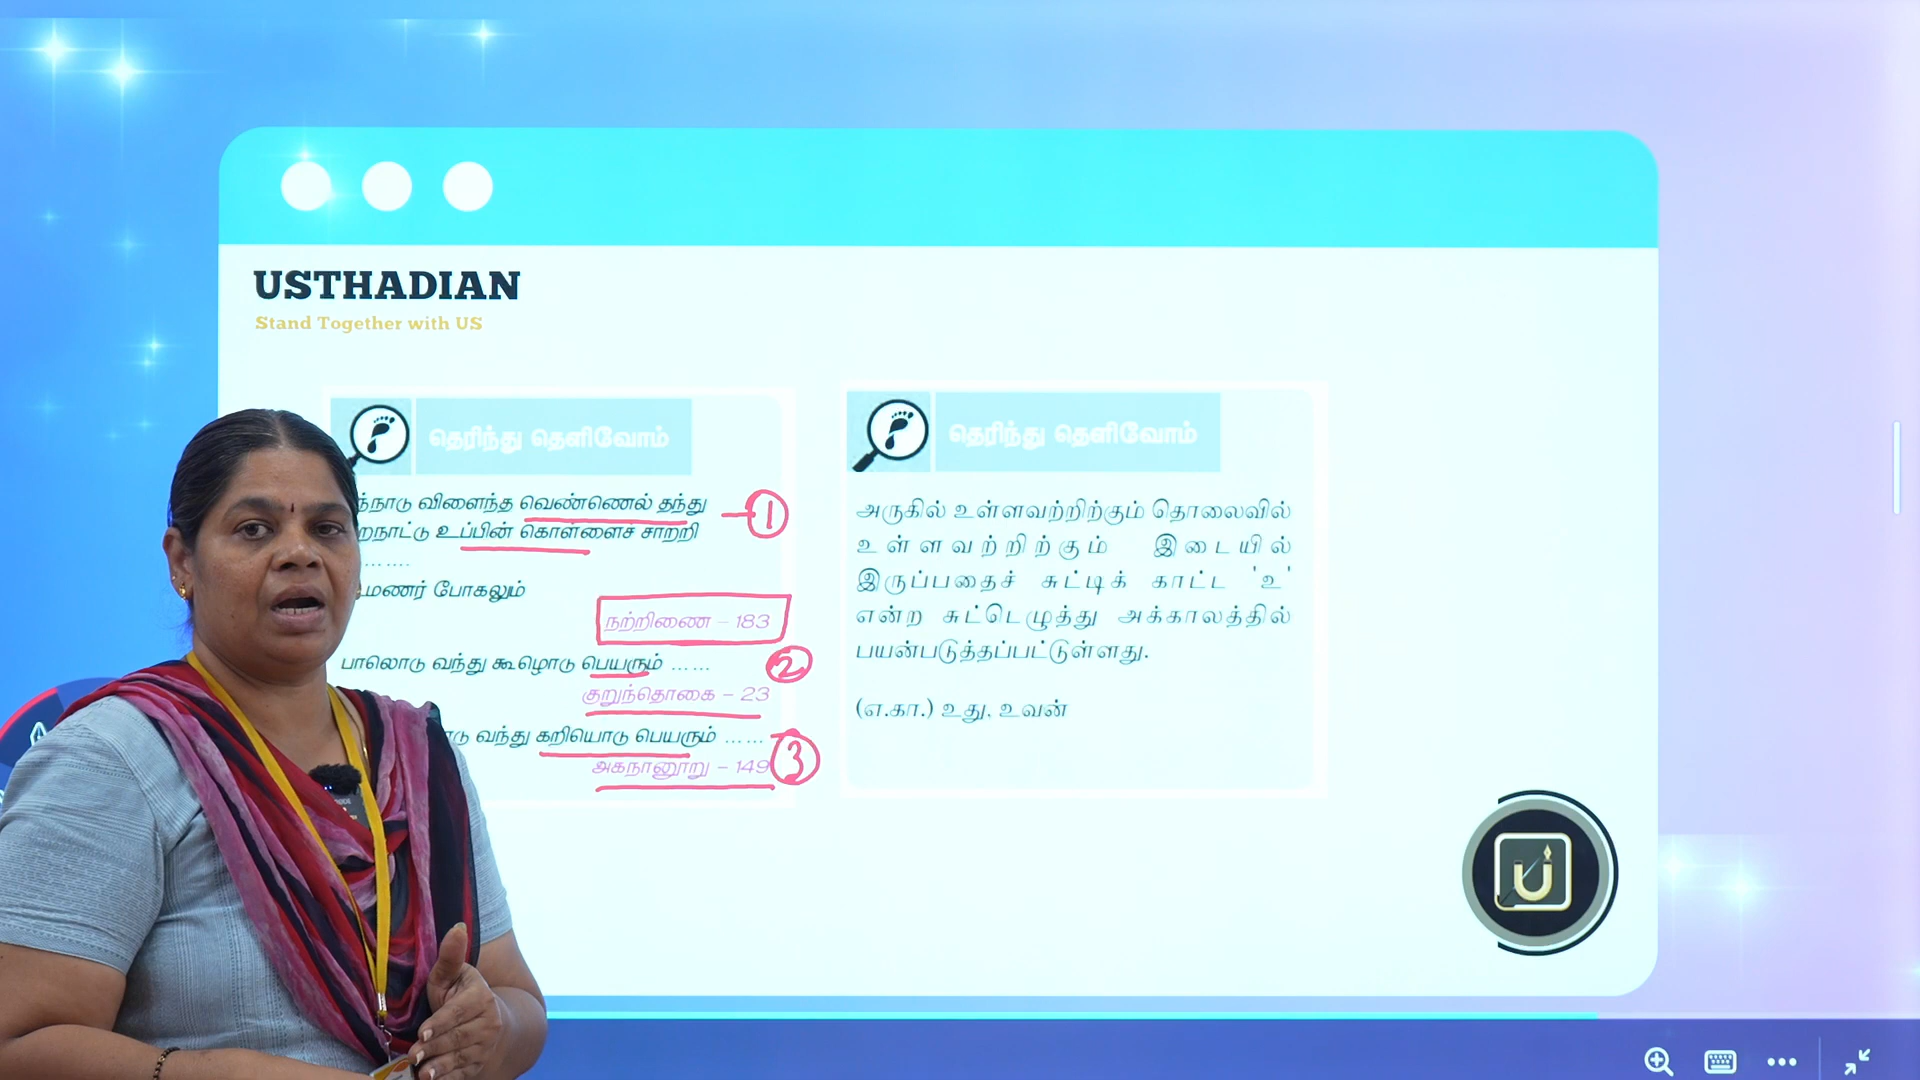 USTHADIAN
Stand Together with US
தெரிந்து தெளிவோம்
விளைந்த வெண்ணெல் தந்து
1
உப்பின் கொள்ளைச் சாற்றி
.....
போகலும்
நற்றிணை – 183
பாலொடு வந்து கூழொடு பெயரும் ......
2
குறுந்தொகை – 23
வந்து கறியொடு பெயரும் ......
3
அகநானூறு – 149
தெரிந்து தெளிவோம்
அருகில் உள்ளவற்றிற்கும் தொலைவில்
உள்ளவற்றிற்கும் இடையில்
இருப்பதைச் சுட்டிக் காட்ட 'உ'
என்ற சுட்டெழுத்து அக்காலத்தில்
பயன்படுத்தப்பட்டுள்ளது.
(எ.கா.) உது, உவன்
U